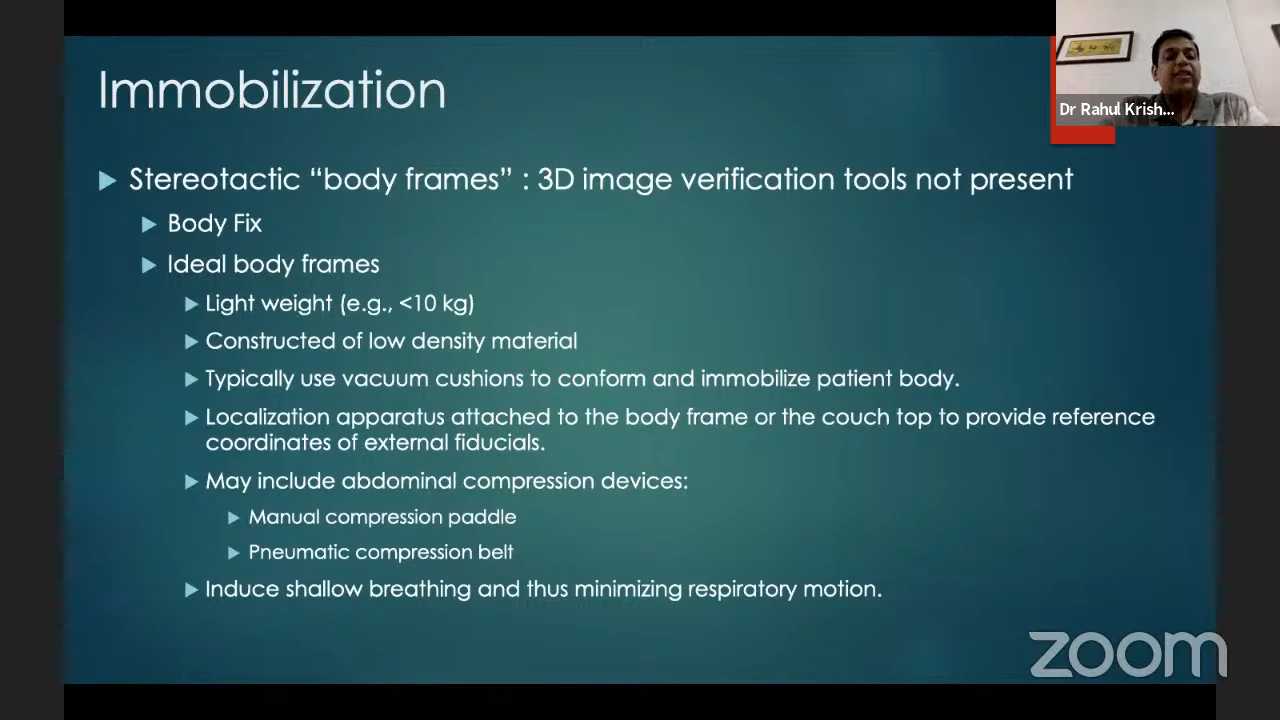 Immobilization
Dr Rahul Krish...
Stereotactic “body frames” : 3D image verification tools not present
Body Fix
Ideal body frames
Light weight (e.g., <10 kg)
Constructed of low density material
Typically use vacuum cushions to conform and immobilize patient body.
Localization apparatus attached to the body frame or the couch top to provide reference
coordinates of external fiducials.
May include abdominal compression devices:
Manual compression paddle
Pneumatic compression belt
Induce shallow breathing and thus minimizing respiratory motion.
zoom